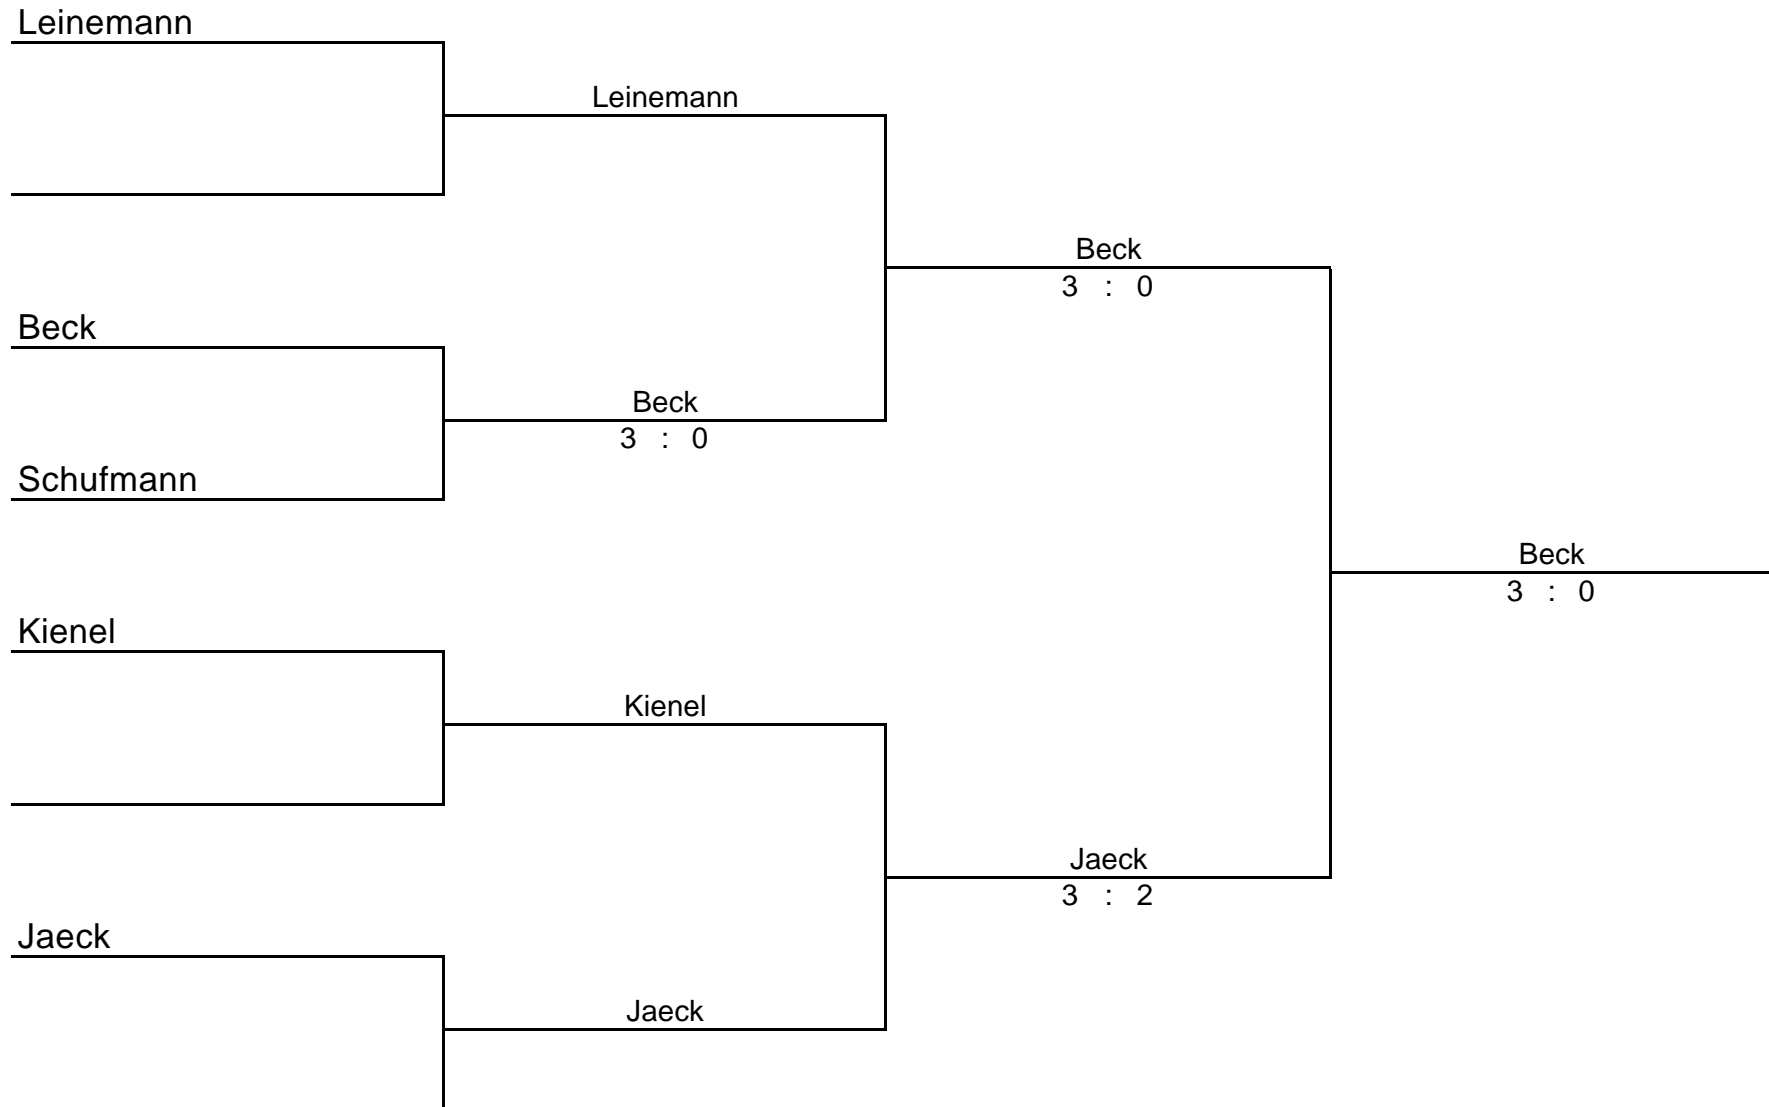 Leinemann
Leinemann
Beck
3 : 0
Beck
Beck
3 : 0
Schufmann
Beck
3 : 0
Kienel
Kienel
Jaeck
3 : 2
Jaeck
Jaeck